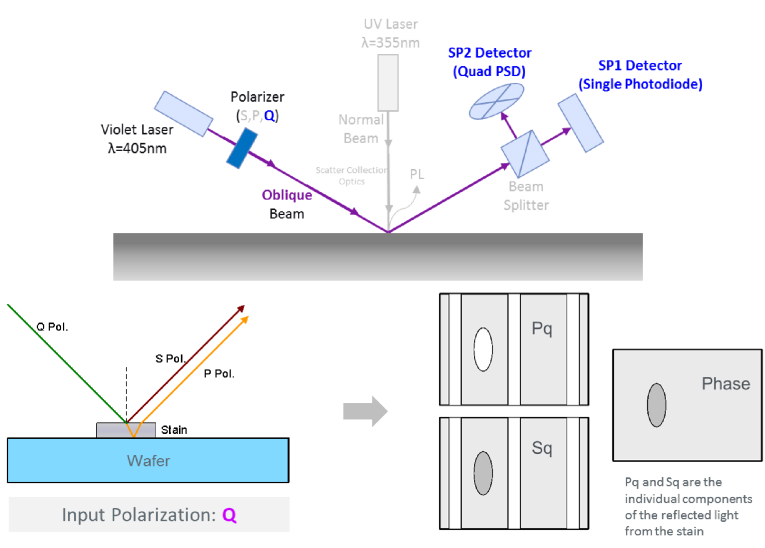 UV Laser
λ=355nm
SP2 Detector
(Quad PSD)
SP1 Detector
(Single Photodiode)
Polarizer
(S,P,Q)
Violet Laser
λ=405nm
Normal
Beam
Scatter Collection
Optics
PL
Oblique
Beam
Beam
Splitter
Q Pol.
S Pol.
P Pol.
Stain
Wafer
Input Polarization: Q
Pq
Sq
Phase
Pq and Sq are the
individual components
of the reflected light
from the stain